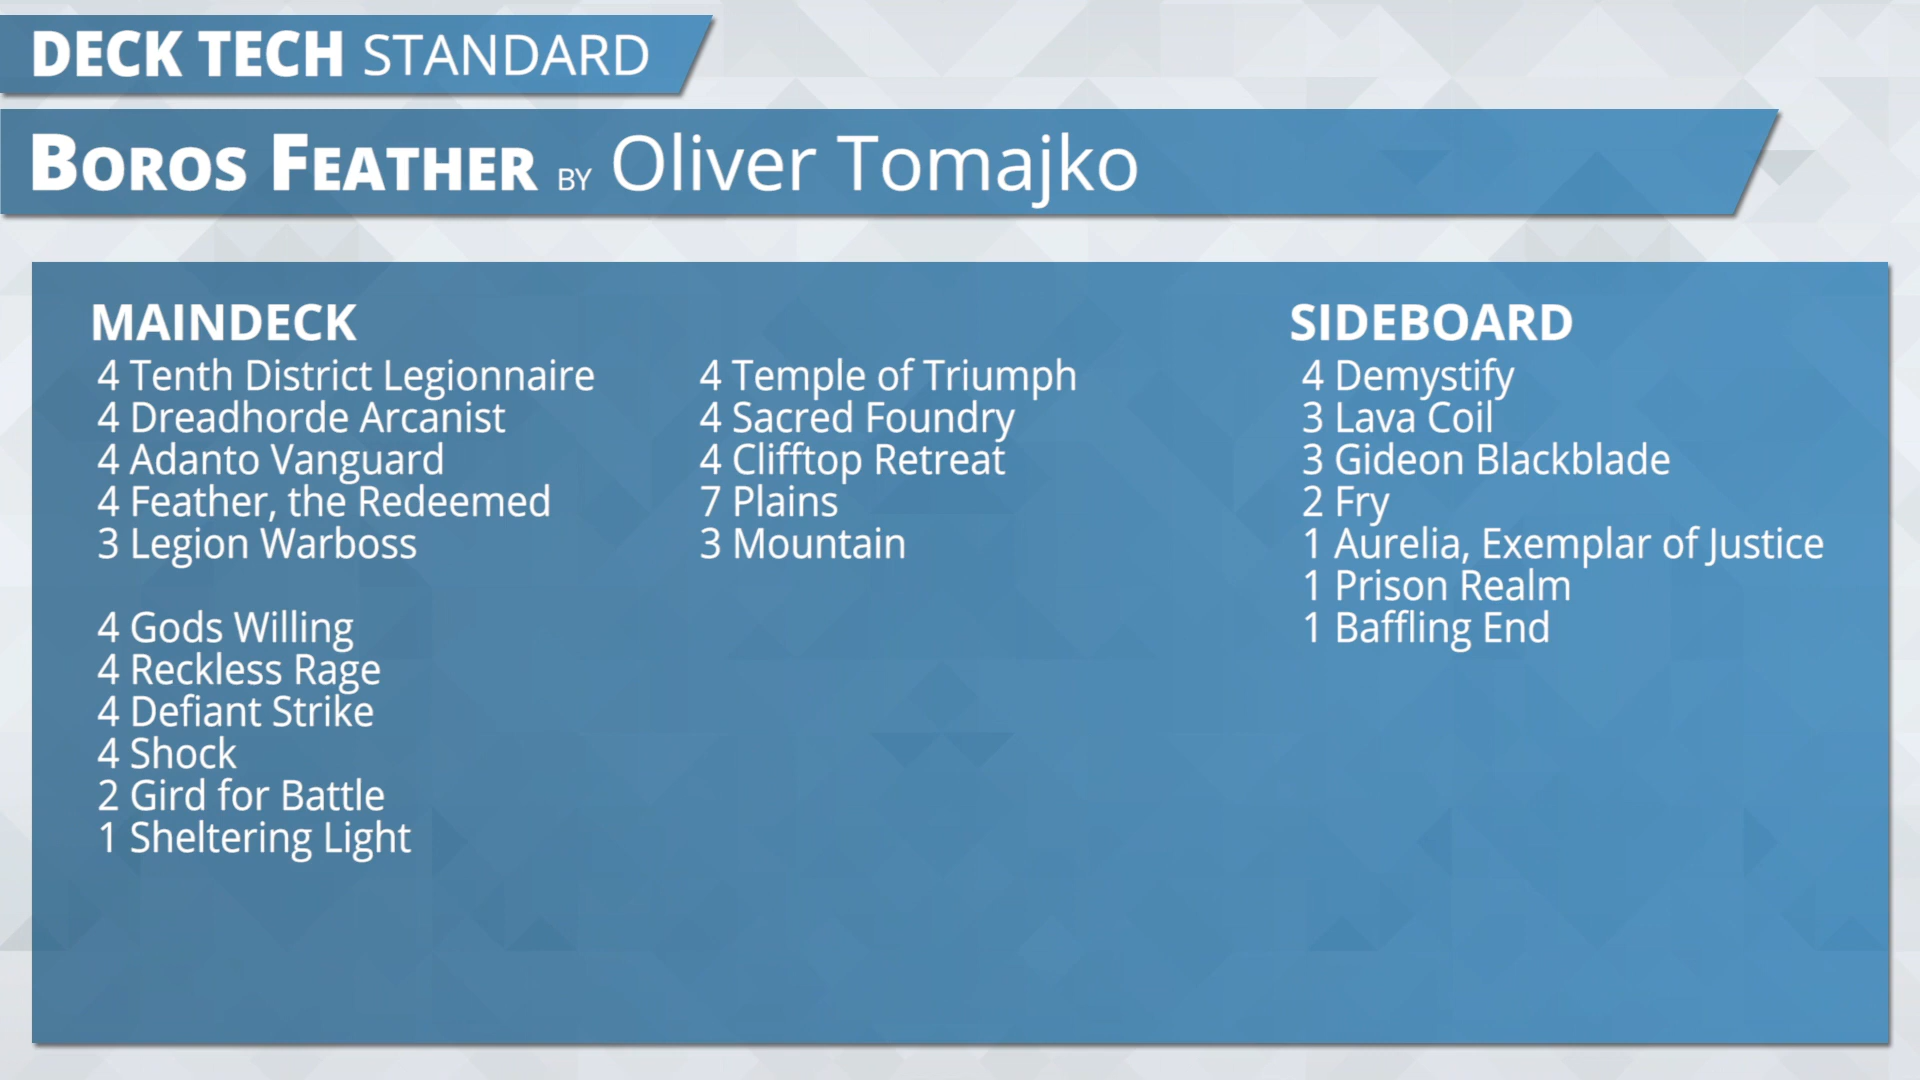 DECK TECH STANDARD
BOROS FEATHER BY Oliver Tomajko
MAINDECK
4 Tenth District Legionnaire
4 Dreadhorde Arcanist
4 Adanto Vanguard
4 Feather, the Redeemed
3 Legion Warboss
4 Gods Willing
4 Reckless Rage
4 Defiant Strike
4 Shock
2 Gird for Battle
1 Sheltering Light
4 Temple of Triumph
4 Sacred Foundry
4 Clifftop Retreat
7 Plains
3 Mountain
SIDEBOARD
4 Demystify
3 Lava Coil
3 Gideon Blackblade
2 Fry
1 Aurelia, Exemplar of Justice
1 Prison Realm
1 Baffling End